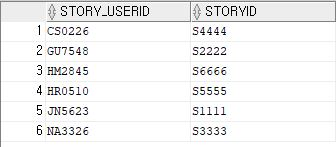 STORY_USERID STORYID
1 CS0226 S4444
2 GU7548 S2222
3 HM2845 S6666
4 HR0510 S5555
5 JN5623 S1111
6 NA3326 S3333